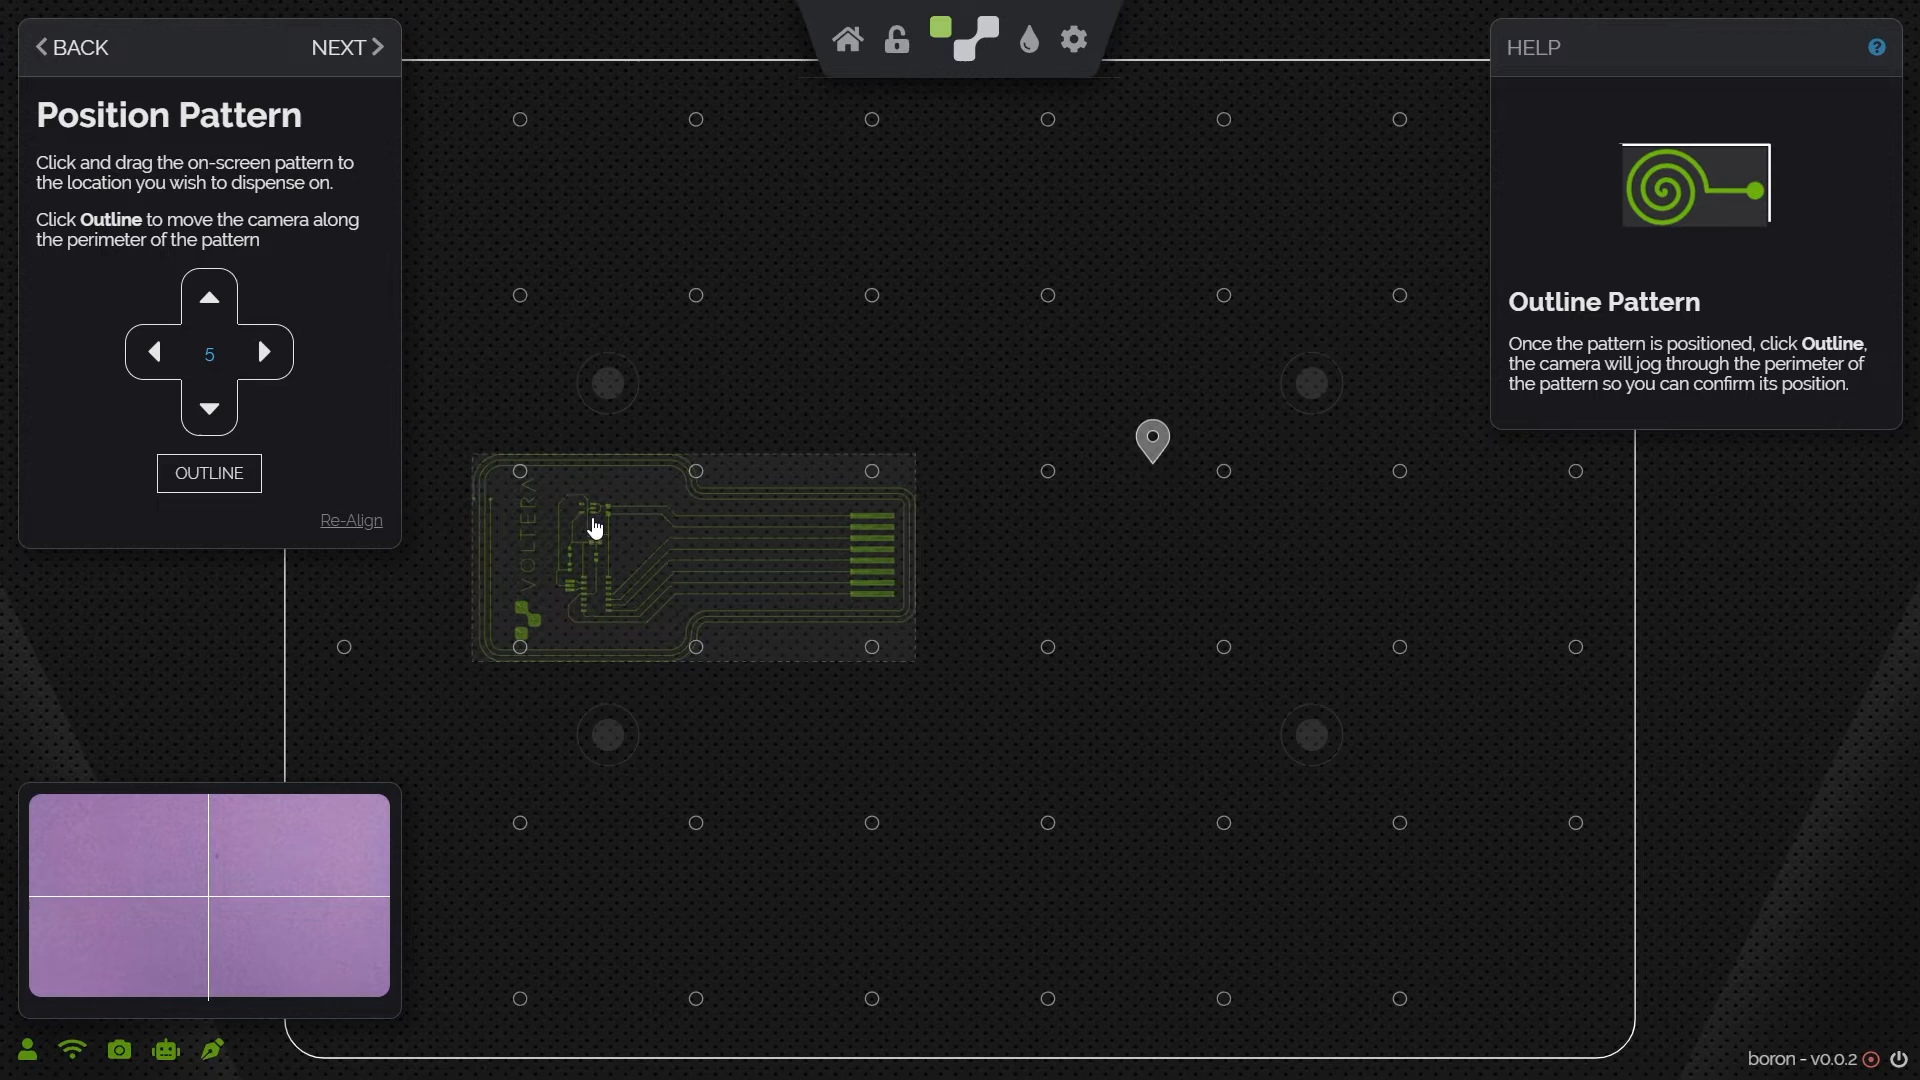 BACK
NEXT
HELP
?
Position Pattern
Click and drag the on-screen pattern to
the location you wish to dispense on.
Click Outline to move the camera along
the perimeter of the pattern
5
OUTLINE
Re-Align
Outline Pattern
Once the pattern is positioned, click Outline,
the camera will jog through the perimeter of
the pattern so you can confirm its position.
VOLTERA
boron - v0.0.2